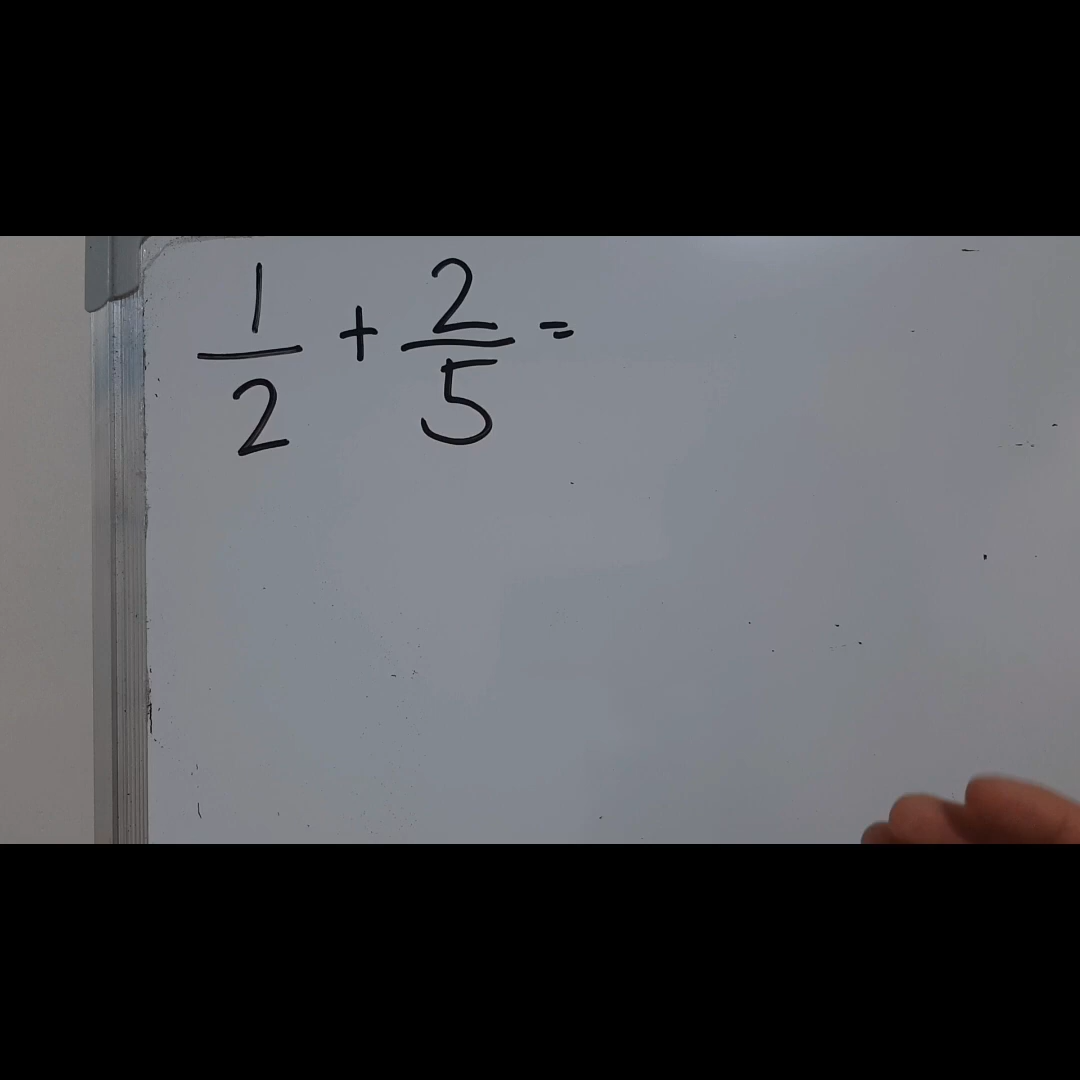 1/2 + 2/5 =